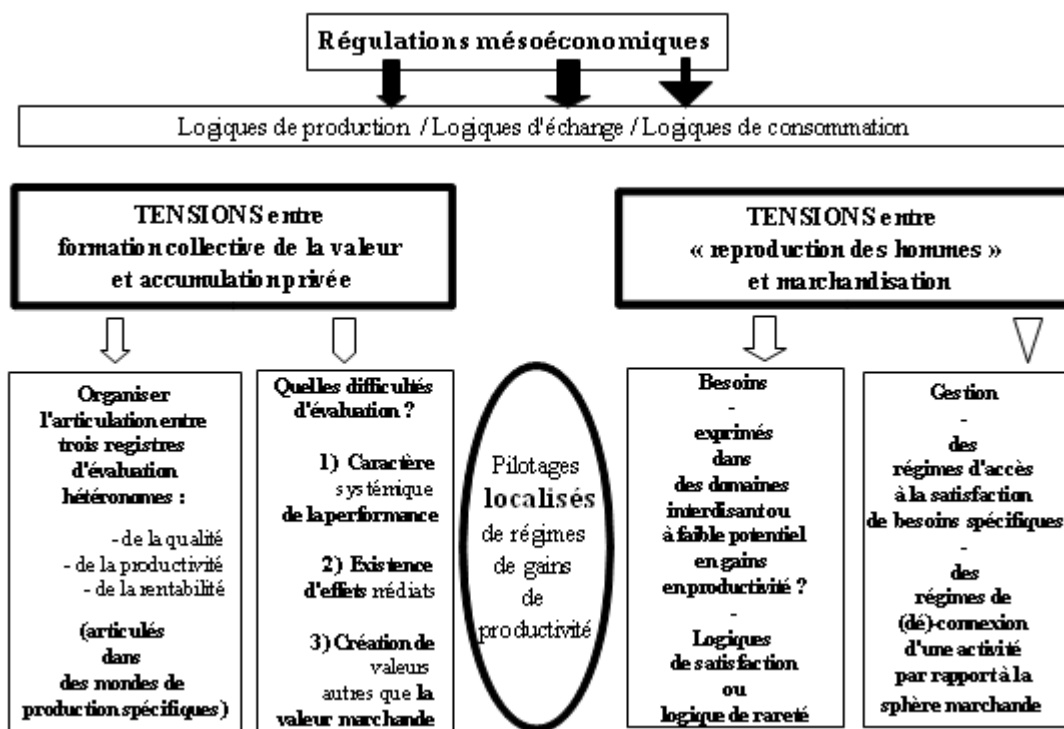 Régulations mésoéconomiques
Logiques de production / Logiques d'échange / Logiques de consommation
TENSIONS entre
formation collective de la valeur
et accumulation privée
TENSIONS entre
« reproduction des hommes »
et marchandisation
Organiser
l'articulation entre
trois registres
d'évaluation
hétéronomes :
- de la qualité
- de la productivité
- de la rentabilité
(articulés
dans
des mondes de
production spécifiques)
Quelles difficultés
d'évaluation ?
1) Caractère
systémique
de la performance
2) Existence
d'effets médiats
3) Création de
valeurs
autres que la
valeur marchande
Pilotages
localisés
de régimes
de gains
de
productivité
Besoins
-
exprimés
dans
des domaines
interdisant ou
à faible potentiel
en gains
en productivité ?
-
Logiques
de satisfaction
ou
logique de rareté
Gestion
-
des
régimes d'accès
à la satisfaction
de besoins spécifiques
-
des
régimes de
(dé)-connexion
d'une activité
par rapport à la
sphère marchande